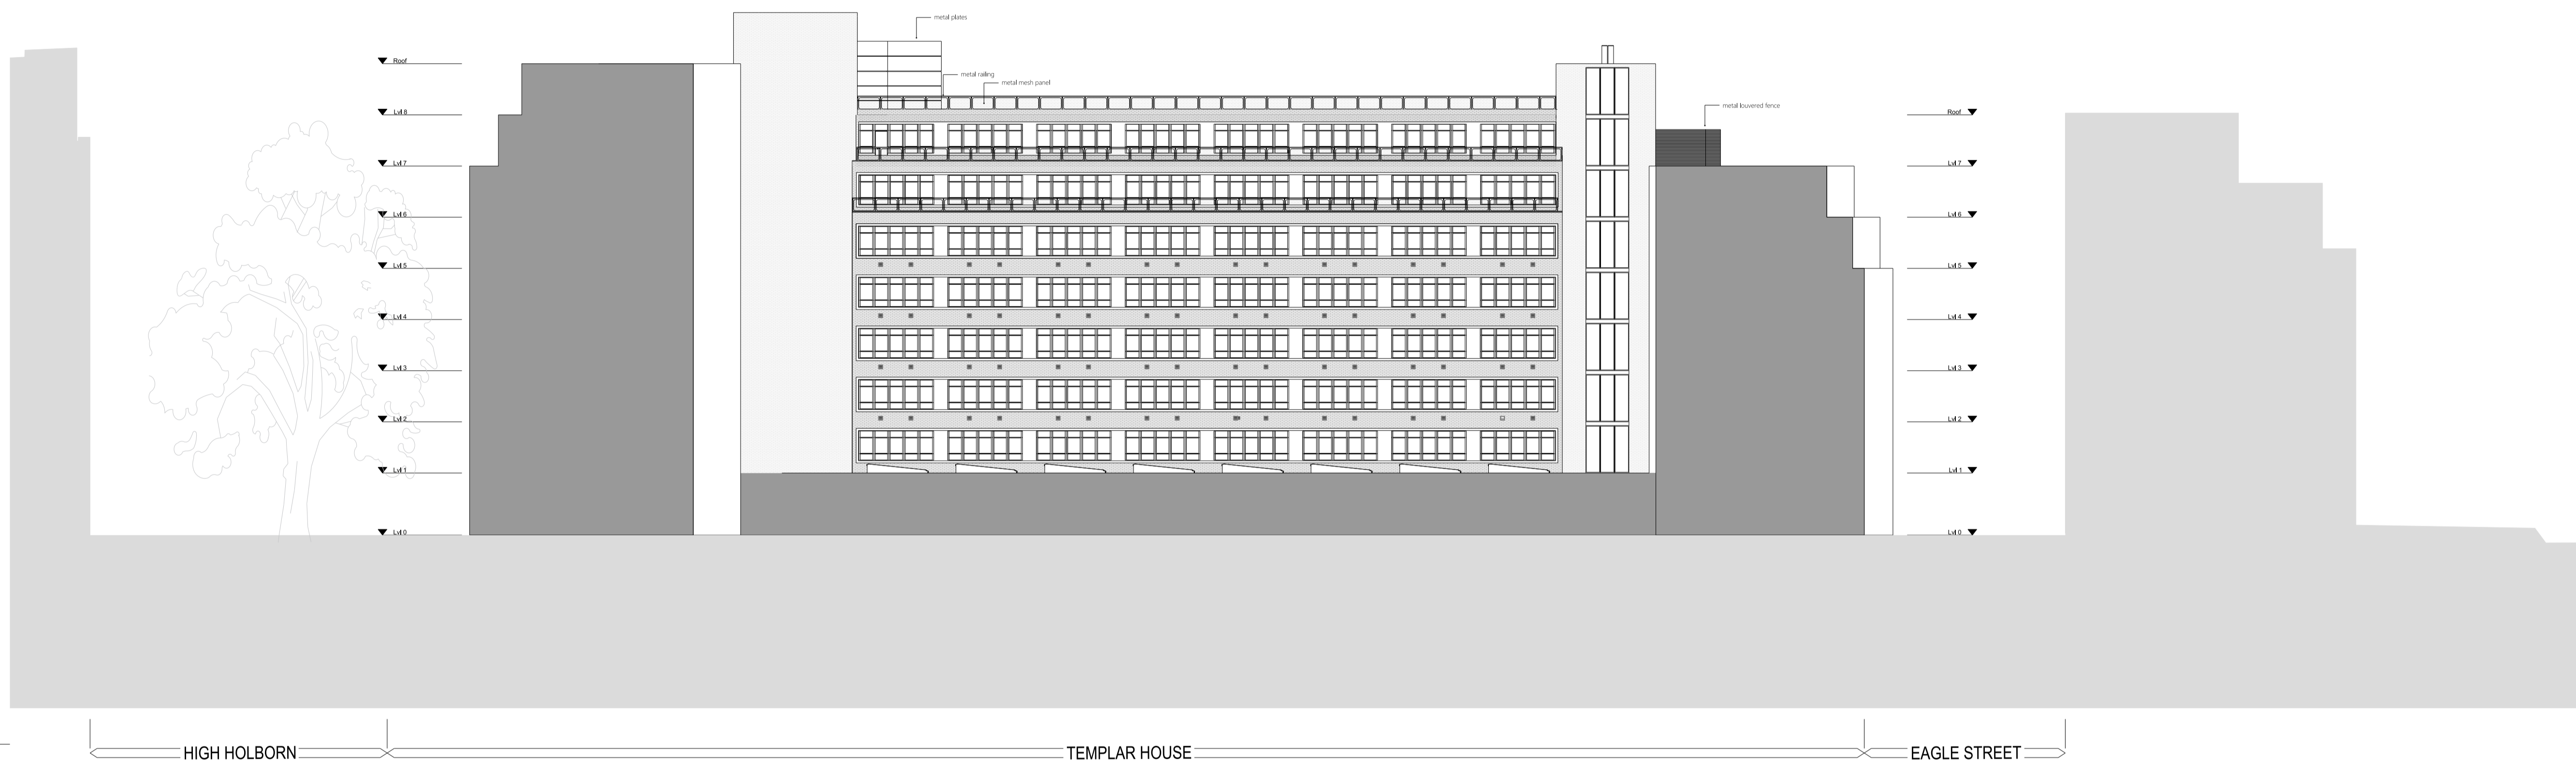 metal plates
Roof
metal railing
metal mesh panel
metal louvered fence
Lvl 8
Roof
Lvl 7
Lvl 7
Lvl 6
Lvl 6
Lvl 5
Lvl 5
Lvl 4
Lvl 4
Lvl 3
Lvl 3
Lvl 2
Lvl 2
Lvl 1
Lvl 1
Lvl 0
Lvl 0
HIGH HOLBORN
TEMPLAR HOUSE
EAGLE STREET